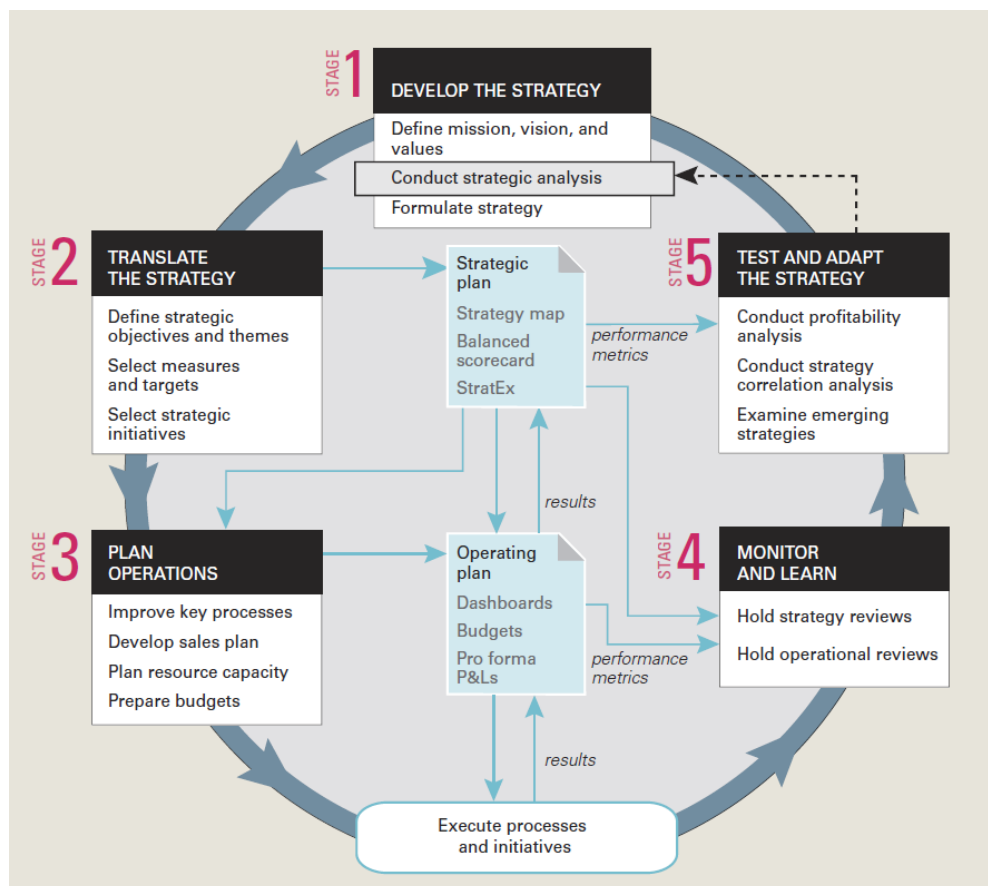 STAGE 1
DEVELOP THE STRATEGY
Define mission, vision, and
values
Conduct strategic analysis
Formulate strategy
STAGE 2
TRANSLATE
THE STRATEGY
Define strategic
objectives and themes
Select measures
and targets
Select strategic
initiatives
Strategic
plan
Strategy map
Balanced
scorecard
StratEx
performance
metrics
STAGE 5
TEST AND ADAPT
THE STRATEGY
Conduct profitability
analysis
Conduct strategy
correlation analysis
Examine emerging
strategies
results
STAGE 3
PLAN
OPERATIONS
Improve key processes
Develop sales plan
Plan resource capacity
Prepare budgets
Operating
plan
Dashboards
Budgets
Pro forma
P&Ls
performance
metrics
STAGE 4
MONITOR
AND LEARN
Hold strategy reviews
Hold operational reviews
results
Execute processes
and initiatives